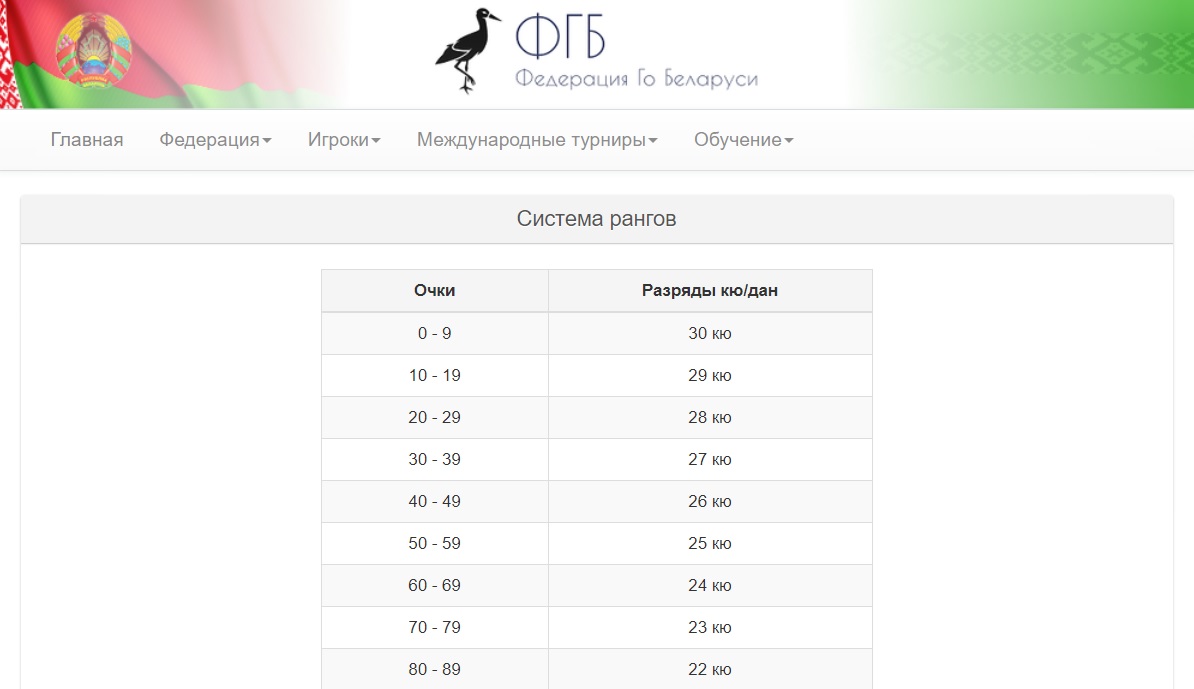 ФГБ
Федерация Го Беларуси
Главная Федерация Игроки Международные турниры Обучение
Система рангов
Очки Разряды кю/дан
0 - 9 30 кю
10 - 19 29 кю
20 - 29 28 кю
30 - 39 27 кю
40 - 49 26 кю
50 - 59 25 кю
60 - 69 24 кю
70 - 79 23 кю
80 - 89 22 кю